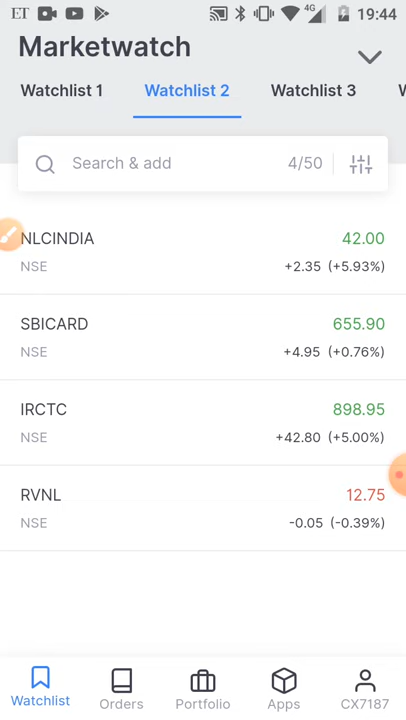 ET 4G 19:44
Marketwatch
Watchlist 1 Watchlist 2 Watchlist 3 W
Search & add 4/50
NLCINDIA 42.00
NSE +2.35 (+5.93%)
SBICARD 655.90
NSE +4.95 (+0.76%)
IRCTC 898.95
NSE +42.80 (+5.00%)
RVNL 12.75
NSE -0.05 (-0.39%)
Watchlist Orders Portfolio Apps CX7187